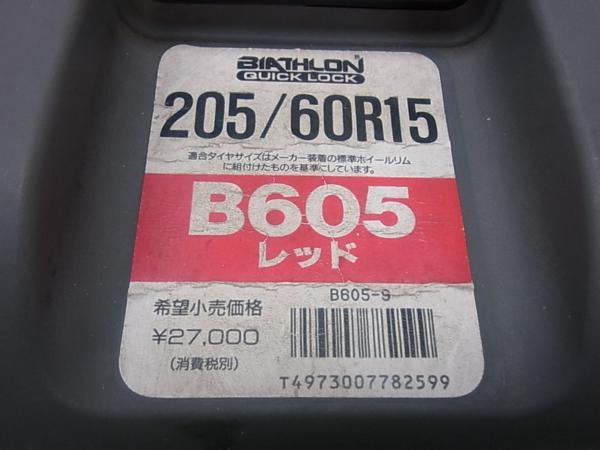 BIATHLON
QUICK LOCK
205/60R15
適合タイヤサイズはメーカー装着の標準ホイールリム
に組付けたものを基準にしています。
B605
レッド
B605-9
希望小売価格
¥27,000
(消費税別)
T4973007782599